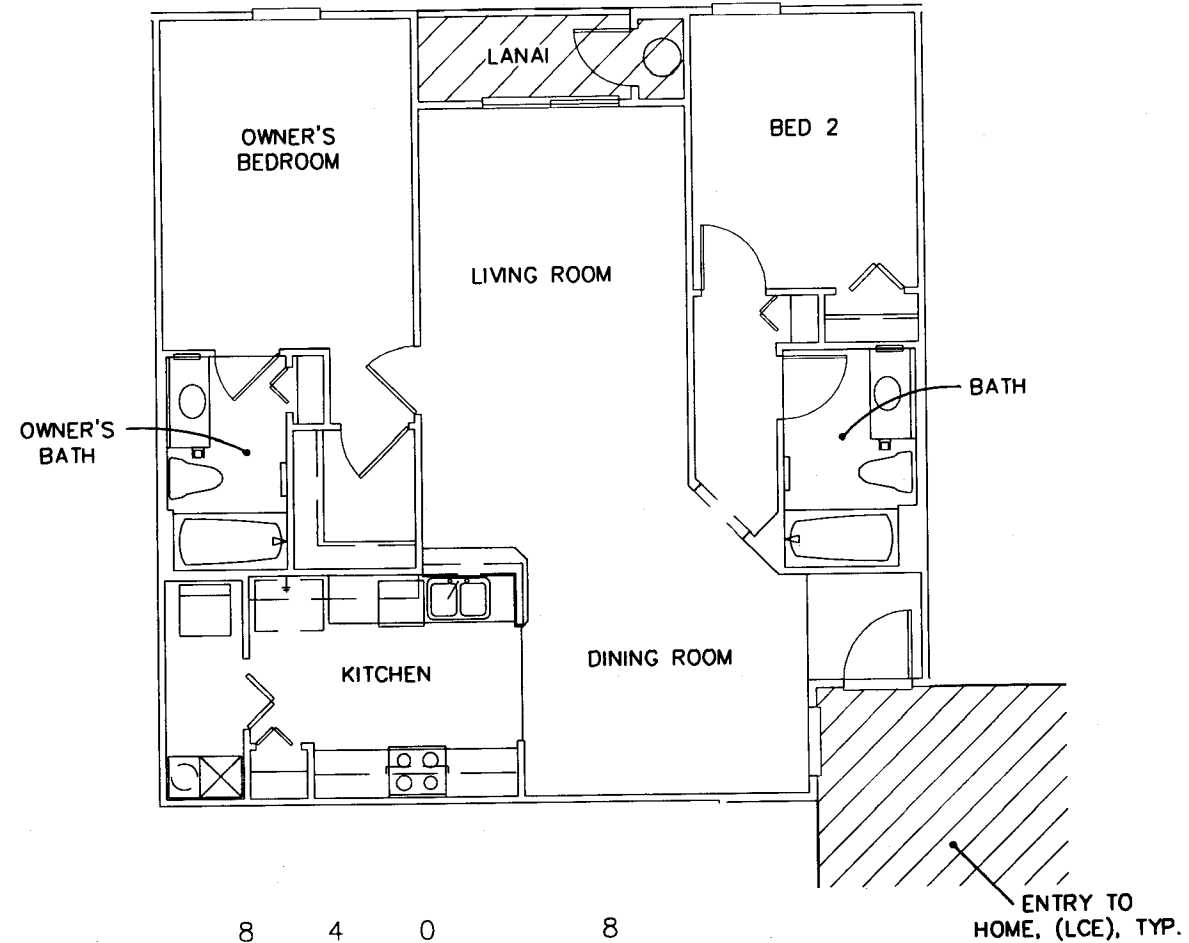 LANAI
OWNER'S
BEDROOM
BED 2
LIVING ROOM
BATH
OWNER'S
BATH
KITCHEN
DINING ROOM
ENTRY TO
HOME, (LCE), TYP.
8 4 0 8